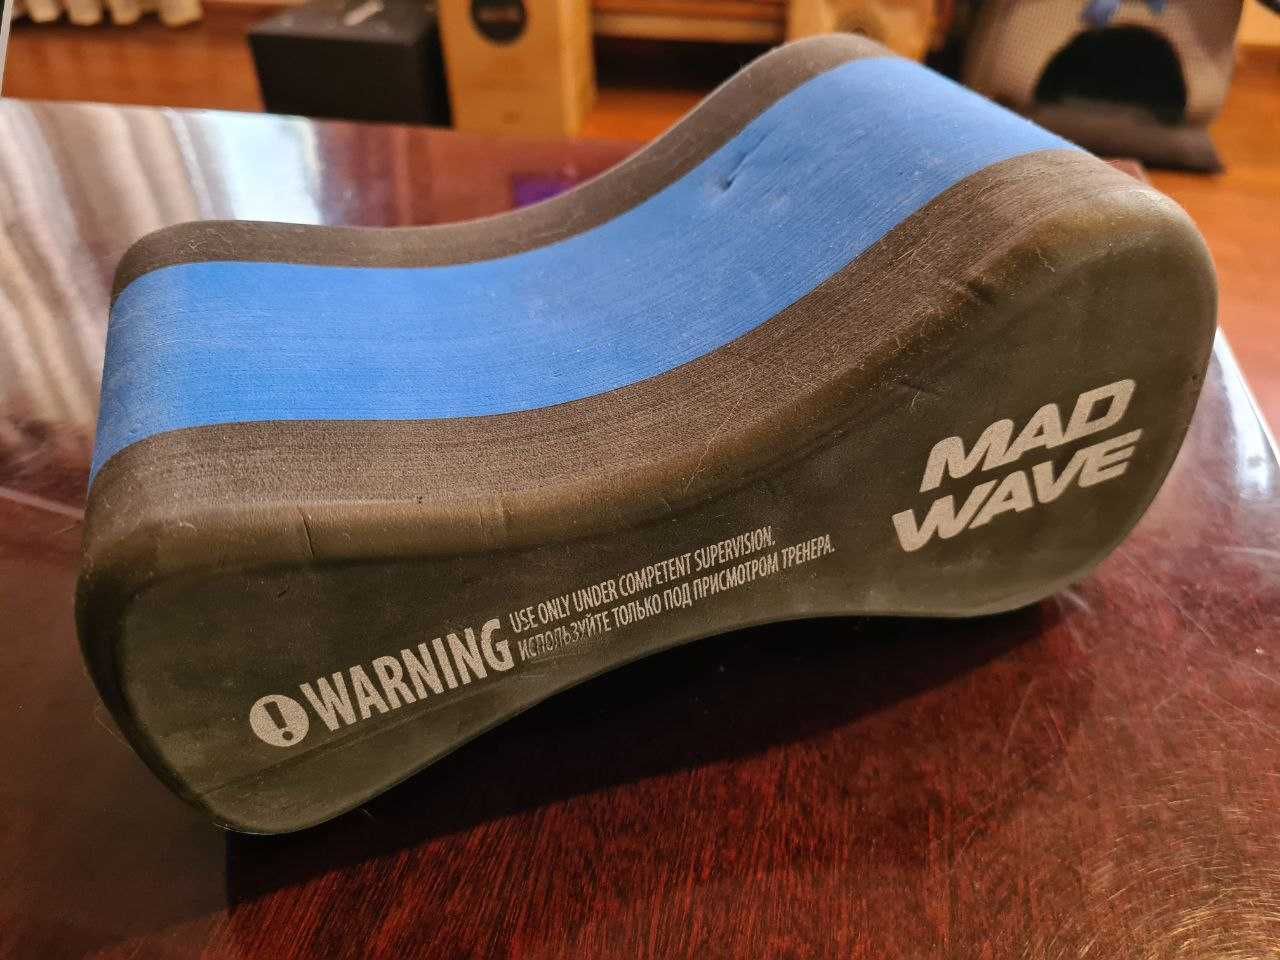 MAD
WAVE
! WARNING
USE ONLY UNDER COMPETENT SUPERVISION.
ИСПОЛЬЗУЙТЕ ТОЛЬКО ПОД ПРИСМОТРОМ ТРЕНЕРА.